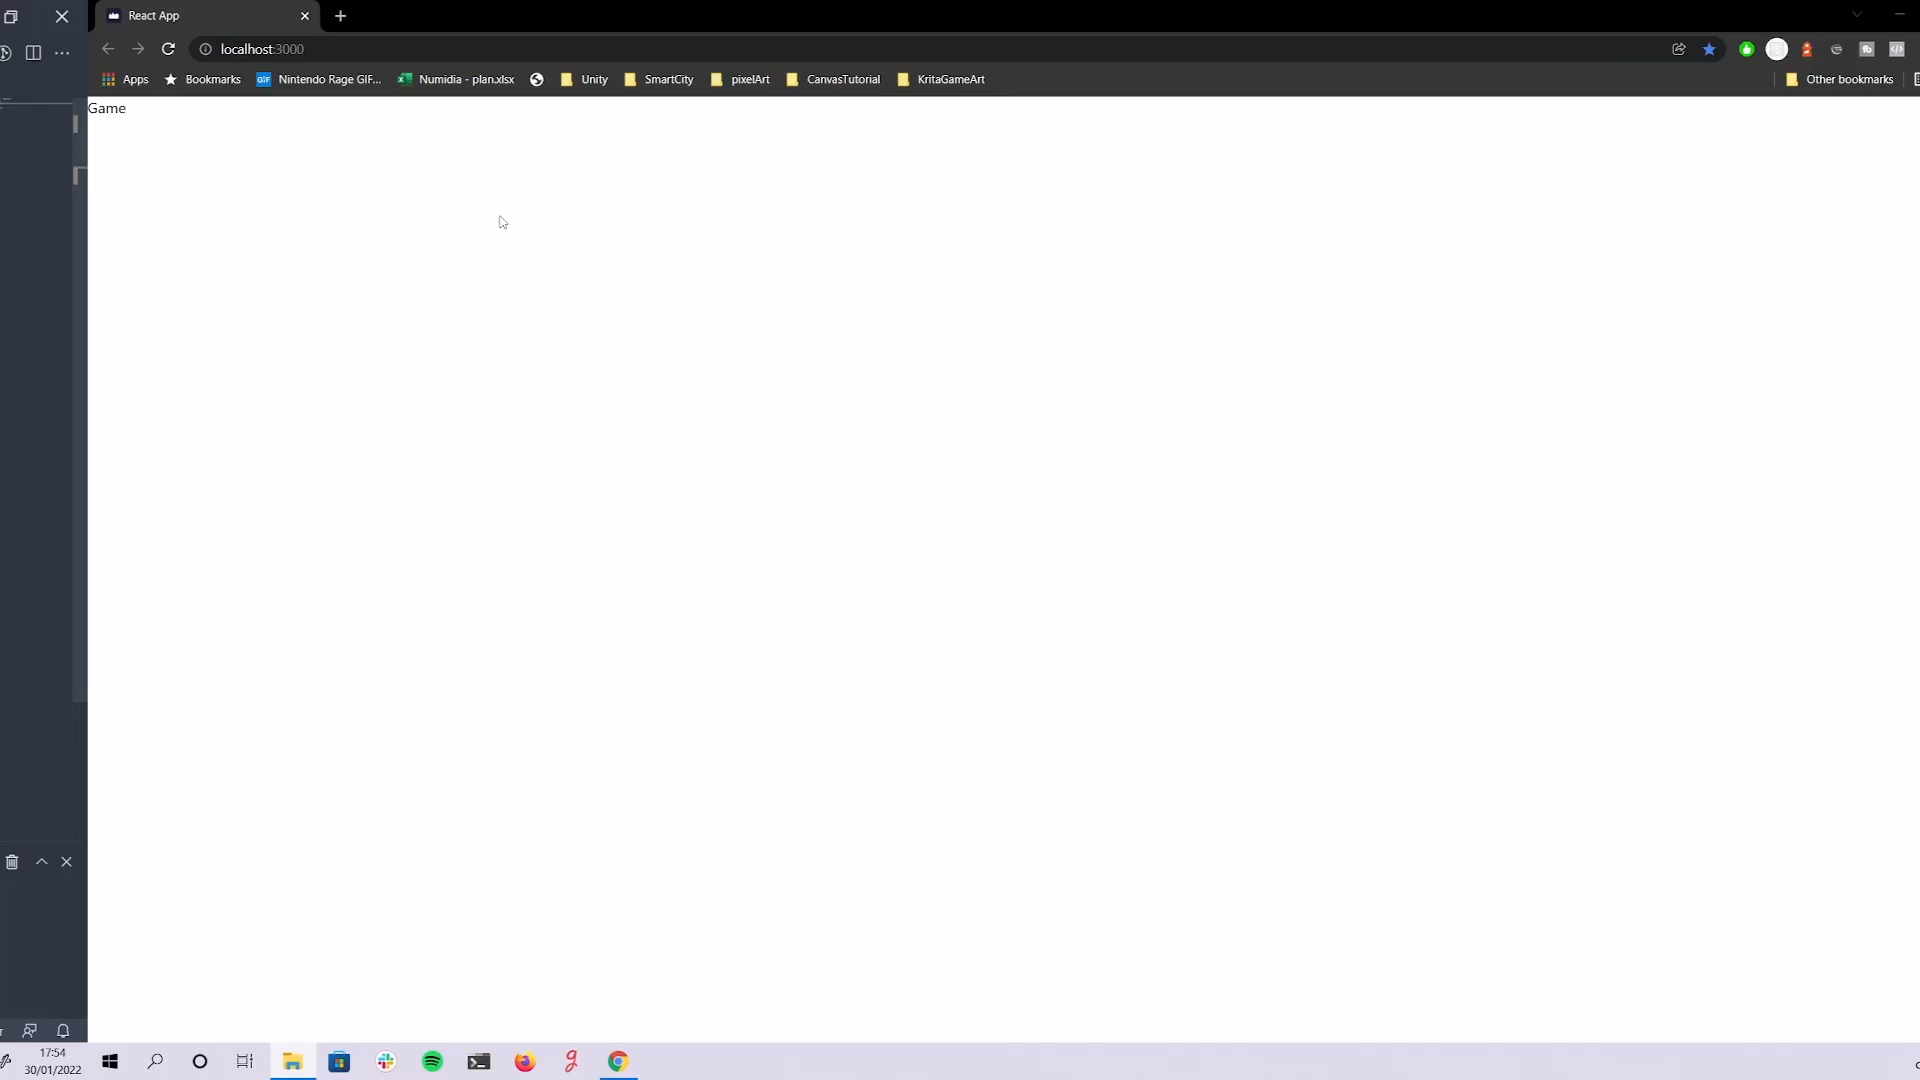 React App
localhost:3000
Apps
Bookmarks
GIF
Nintendo Rage GIF...
Numidia - plan.xlsx
Unity
SmartCity
pixelArt
CanvasTutorial
KritaGameArt
Other bookmarks
Game
17:54
30/01/2022